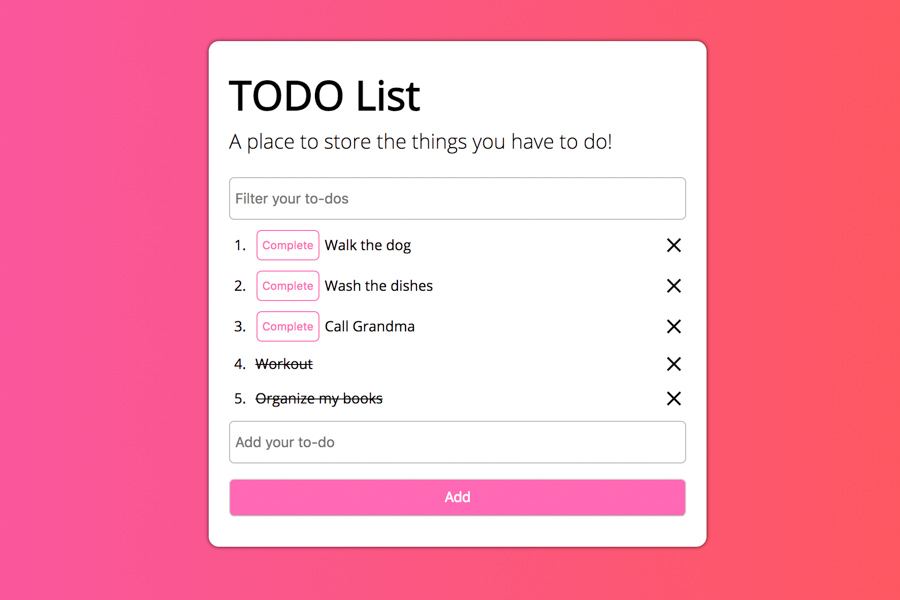 TODO List
A place to store the things you have to do!
Filter your to-dos
1. Complete Walk the dog
2. Complete Wash the dishes
3. Complete Call Grandma
4. Workout
5. Organize my books
Add your to-do
Add